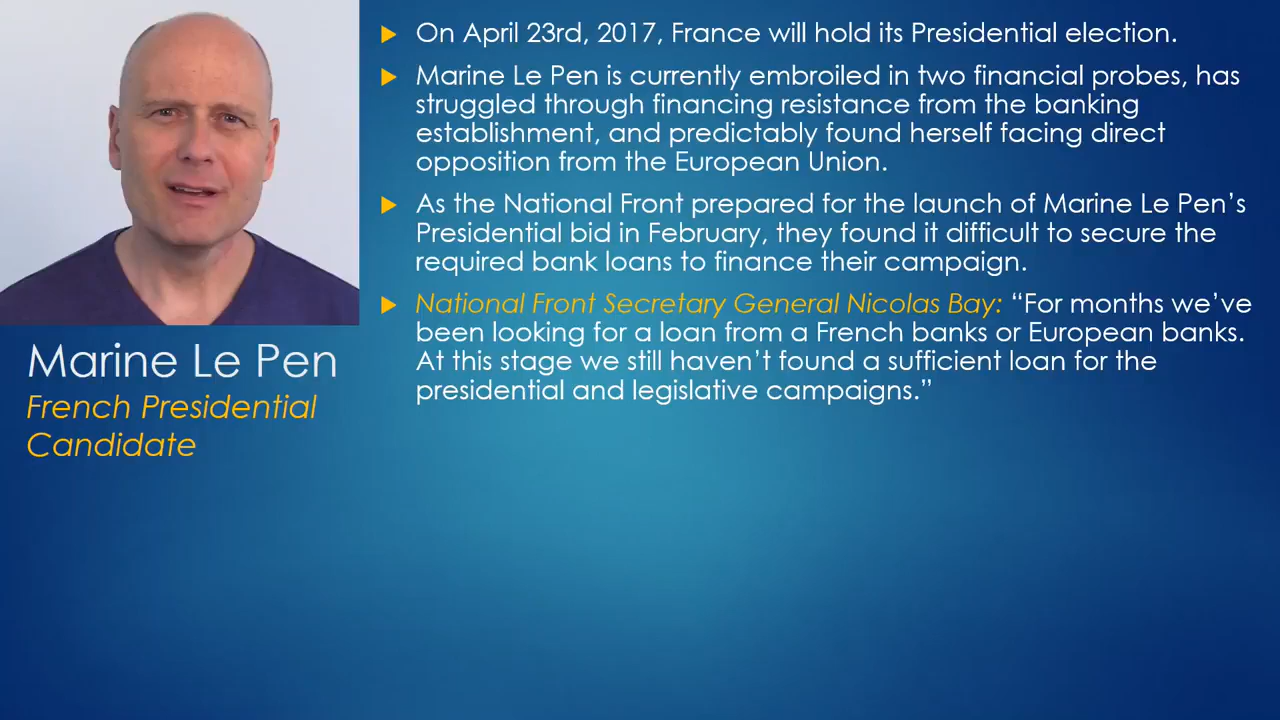 On April 23rd, 2017, France will hold its Presidential election.
Marine Le Pen is currently embroiled in two financial probes, has
struggled through financing resistance from the banking
establishment, and predictably found herself facing direct
opposition from the European Union.
As the National Front prepared for the launch of Marine Le Pen’s
Presidential bid in February, they found it difficult to secure the
required bank loans to finance their campaign.
National Front Secretary General Nicolas Bay: “For months we’ve
been looking for a loan from a French banks or European banks.
At this stage we still haven’t found a sufficient loan for the
presidential and legislative campaigns.”
Marine Le Pen
French Presidential
Candidate